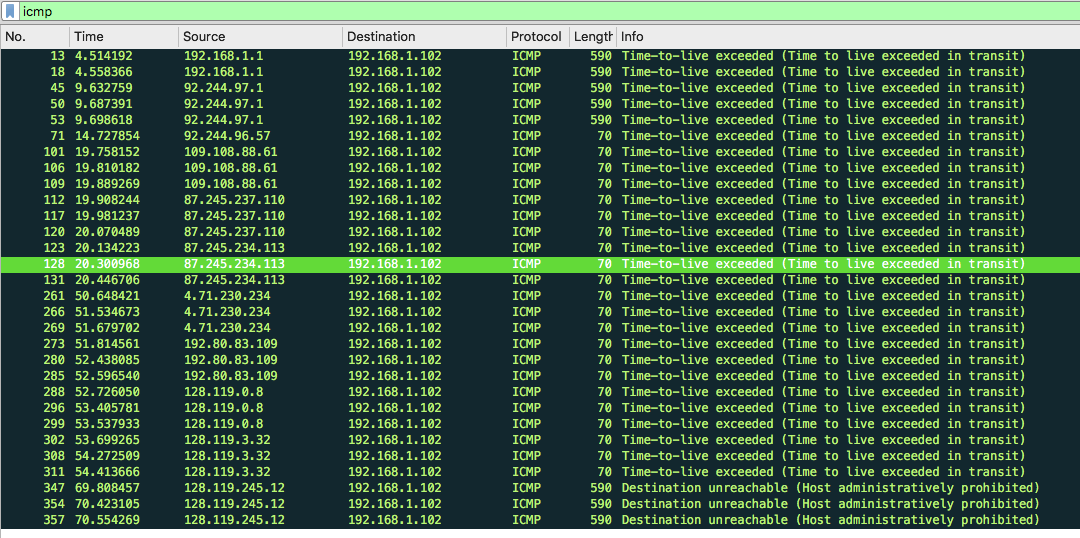 icmp
No. Time Source Destination Protocol Length Info
13 4.514192 192.168.1.1 192.168.1.102 ICMP 590 Time-to-live exceeded (Time to live exceeded in transit)
18 4.558366 192.168.1.1 192.168.1.102 ICMP 590 Time-to-live exceeded (Time to live exceeded in transit)
45 9.632759 92.244.97.1 192.168.1.102 ICMP 590 Time-to-live exceeded (Time to live exceeded in transit)
50 9.687391 92.244.97.1 192.168.1.102 ICMP 590 Time-to-live exceeded (Time to live exceeded in transit)
53 9.698618 92.244.97.1 192.168.1.102 ICMP 590 Time-to-live exceeded (Time to live exceeded in transit)
71 14.727854 92.244.96.57 192.168.1.102 ICMP 70 Time-to-live exceeded (Time to live exceeded in transit)
101 19.758152 109.108.88.61 192.168.1.102 ICMP 70 Time-to-live exceeded (Time to live exceeded in transit)
106 19.810182 109.108.88.61 192.168.1.102 ICMP 70 Time-to-live exceeded (Time to live exceeded in transit)
109 19.889269 109.108.88.61 192.168.1.102 ICMP 70 Time-to-live exceeded (Time to live exceeded in transit)
112 19.908244 87.245.237.110 192.168.1.102 ICMP 70 Time-to-live exceeded (Time to live exceeded in transit)
117 19.981237 87.245.237.110 192.168.1.102 ICMP 70 Time-to-live exceeded (Time to live exceeded in transit)
120 20.070489 87.245.237.110 192.168.1.102 ICMP 70 Time-to-live exceeded (Time to live exceeded in transit)
123 20.134223 87.245.234.113 192.168.1.102 ICMP 70 Time-to-live exceeded (Time to live exceeded in transit)
128 20.300968 87.245.234.113 192.168.1.102 ICMP 70 Time-to-live exceeded (Time to live exceeded in transit)
131 20.446706 87.245.234.113 192.168.1.102 ICMP 70 Time-to-live exceeded (Time to live exceeded in transit)
261 50.648421 4.71.230.234 192.168.1.102 ICMP 70 Time-to-live exceeded (Time to live exceeded in transit)
266 51.534673 4.71.230.234 192.168.1.102 ICMP 70 Time-to-live exceeded (Time to live exceeded in transit)
269 51.679702 4.71.230.234 192.168.1.102 ICMP 70 Time-to-live exceeded (Time to live exceeded in transit)
273 51.814561 192.80.83.109 192.168.1.102 ICMP 70 Time-to-live exceeded (Time to live exceeded in transit)
280 52.438085 192.80.83.109 192.168.1.102 ICMP 70 Time-to-live exceeded (Time to live exceeded in transit)
285 52.596540 192.80.83.109 192.168.1.102 ICMP 70 Time-to-live exceeded (Time to live exceeded in transit)
288 52.726050 128.119.0.8 192.168.1.102 ICMP 70 Time-to-live exceeded (Time to live exceeded in transit)
296 53.405781 128.119.0.8 192.168.1.102 ICMP 70 Time-to-live exceeded (Time to live exceeded in transit)
299 53.537933 128.119.0.8 192.168.1.102 ICMP 70 Time-to-live exceeded (Time to live exceeded in transit)
302 53.699265 128.119.3.32 192.168.1.102 ICMP 70 Time-to-live exceeded (Time to live exceeded in transit)
308 54.272509 128.119.3.32 192.168.1.102 ICMP 70 Time-to-live exceeded (Time to live exceeded in transit)
311 54.413666 128.119.3.32 192.168.1.102 ICMP 70 Time-to-live exceeded (Time to live exceeded in transit)
347 69.808457 128.119.245.12 192.168.1.102 ICMP 590 Destination unreachable (Host administratively prohibited)
354 70.423105 128.119.245.12 192.168.1.102 ICMP 590 Destination unreachable (Host administratively prohibited)
357 70.554269 128.119.245.12 192.168.1.102 ICMP 590 Destination unreachable (Host administratively prohibited)